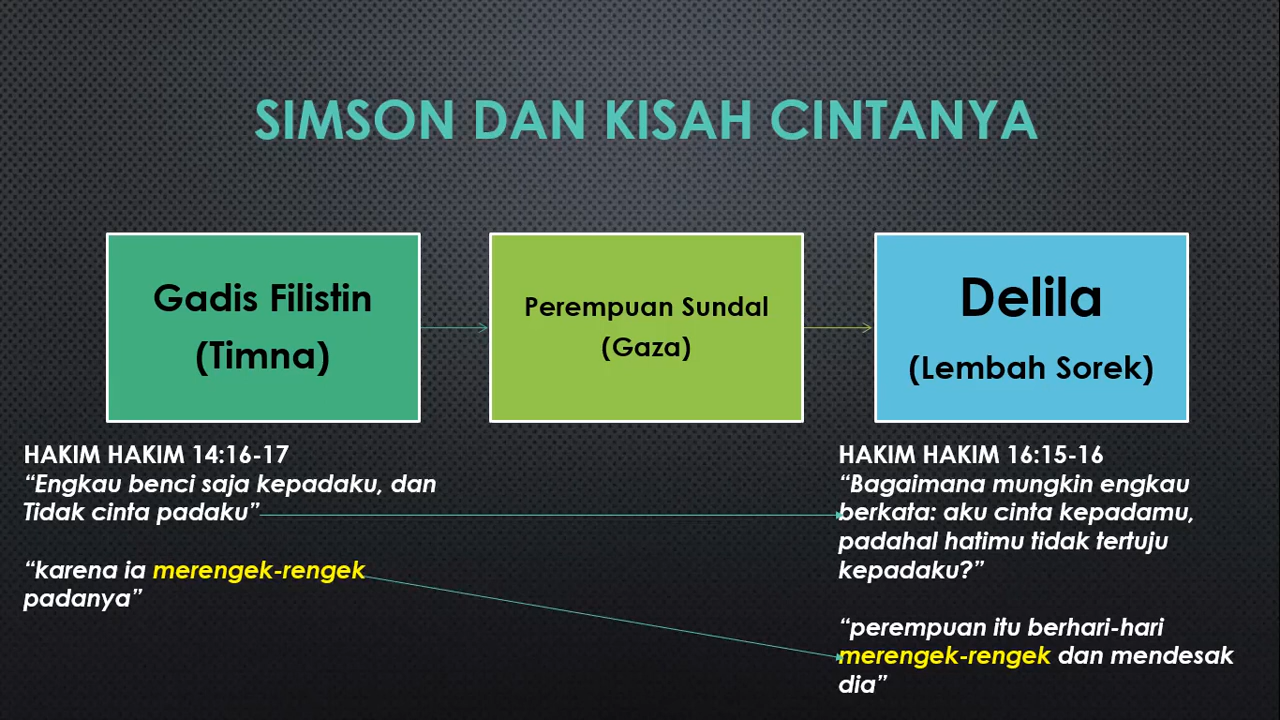 SIMSON DAN KISAH CINTANYA
Gadis Filistin
(Timna)
Perempuan Sundal
(Gaza)
Delila
(Lembah Sorek)
HAKIM HAKIM 14:16-17
“Engkau benci saja kepadaku, dan
Tidak cinta padaku”
“karena ia merengek-rengek
padanya”
HAKIM HAKIM 16:15-16
“Bagaimana mungkin engkau
berkata: aku cinta kepadamu,
padahal hatimu tidak tertuju
kepadaku?”
“perempuan itu berhari-hari
merengek-rengek dan mendesak
dia”